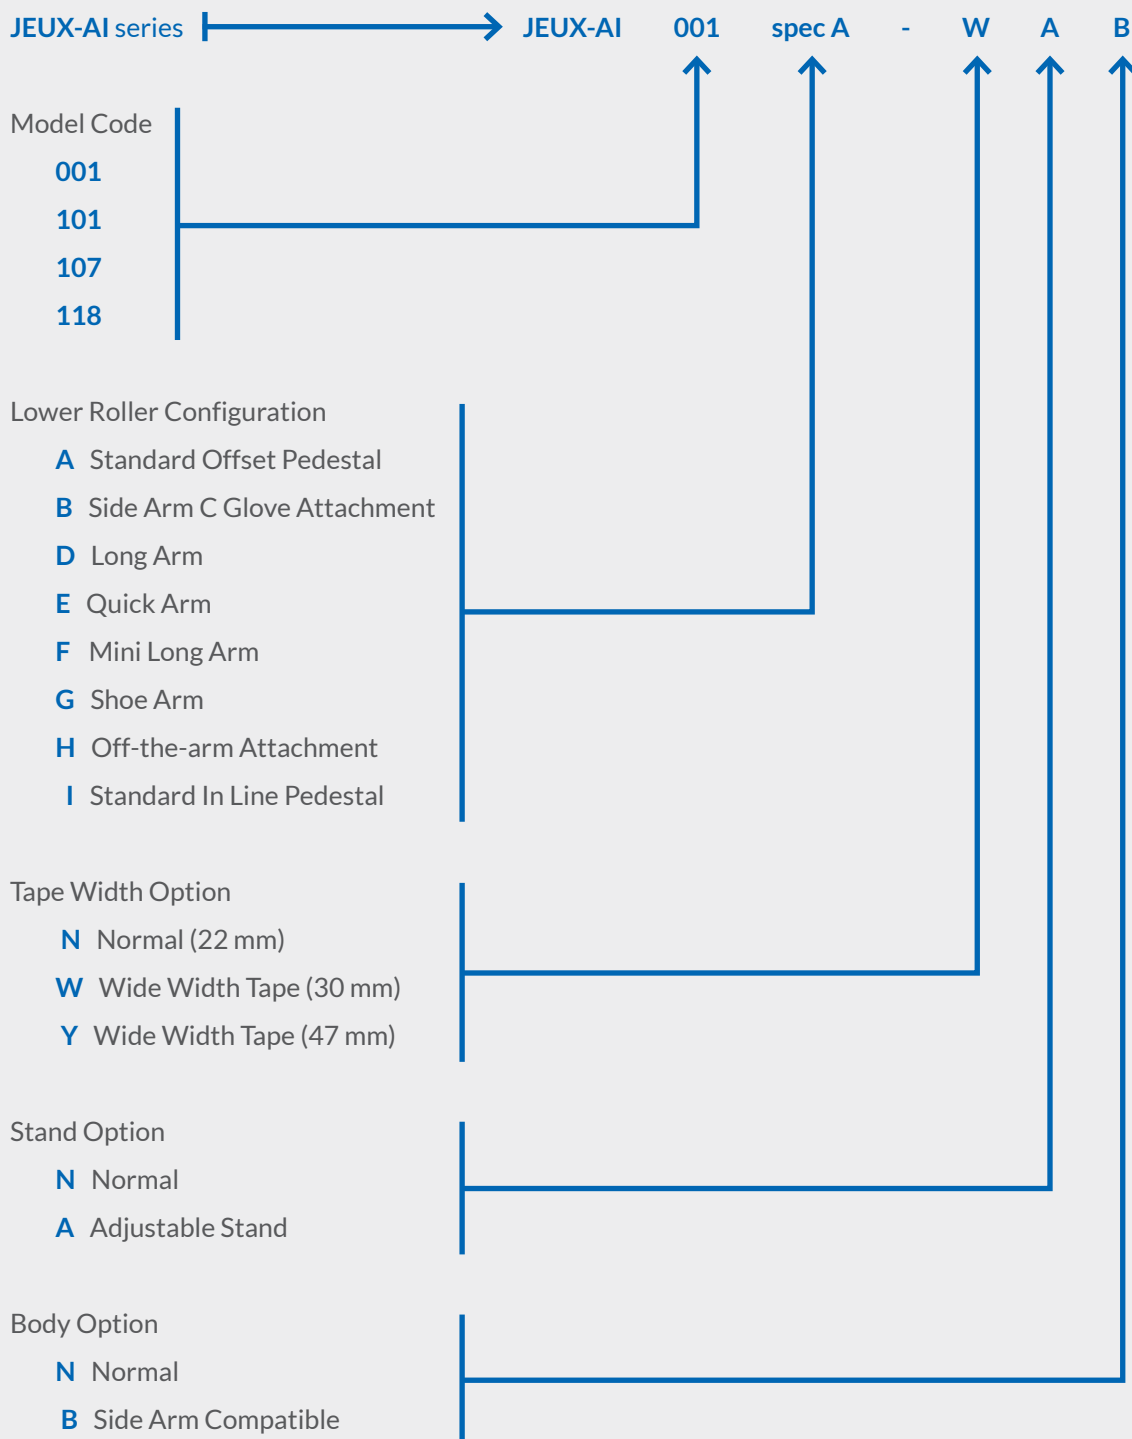 JEUX-AI series JEUX-AI 001 spec A - W A B
Model Code
001
101
107
118
Lower Roller Configuration
A Standard Offset Pedestal
B Side Arm C Glove Attachment
D Long Arm
E Quick Arm
F Mini Long Arm
G Shoe Arm
H Off-the-arm Attachment
I Standard In Line Pedestal
Tape Width Option
N Normal (22 mm)
W Wide Width Tape (30 mm)
Y Wide Width Tape (47 mm)
Stand Option
N Normal
A Adjustable Stand
Body Option
N Normal
B Side Arm Compatible